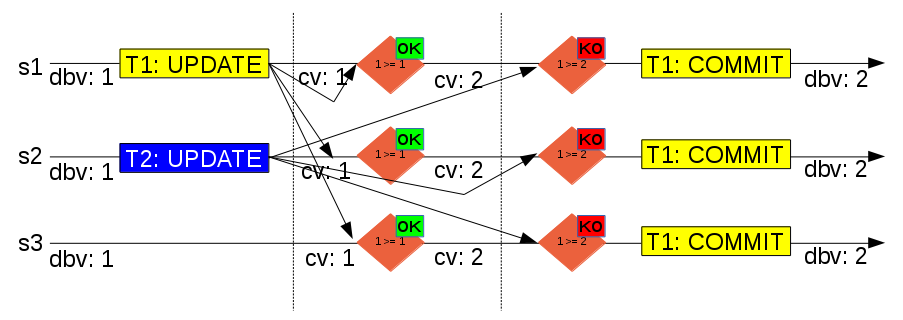 OK
KO
s1
T1: UPDATE
1 >= 1
1 >= 2
T1: COMMIT
dbv: 1
cv: 1
cv: 2
dbv: 2
OK
KO
s2
T2: UPDATE
1 >= 1
1 >= 2
T1: COMMIT
dbv: 1
cv: 1
cv: 2
dbv: 2
OK
KO
s3
1 >= 1
1 >= 2
T1: COMMIT
dbv: 1
cv: 1
cv: 2
dbv: 2